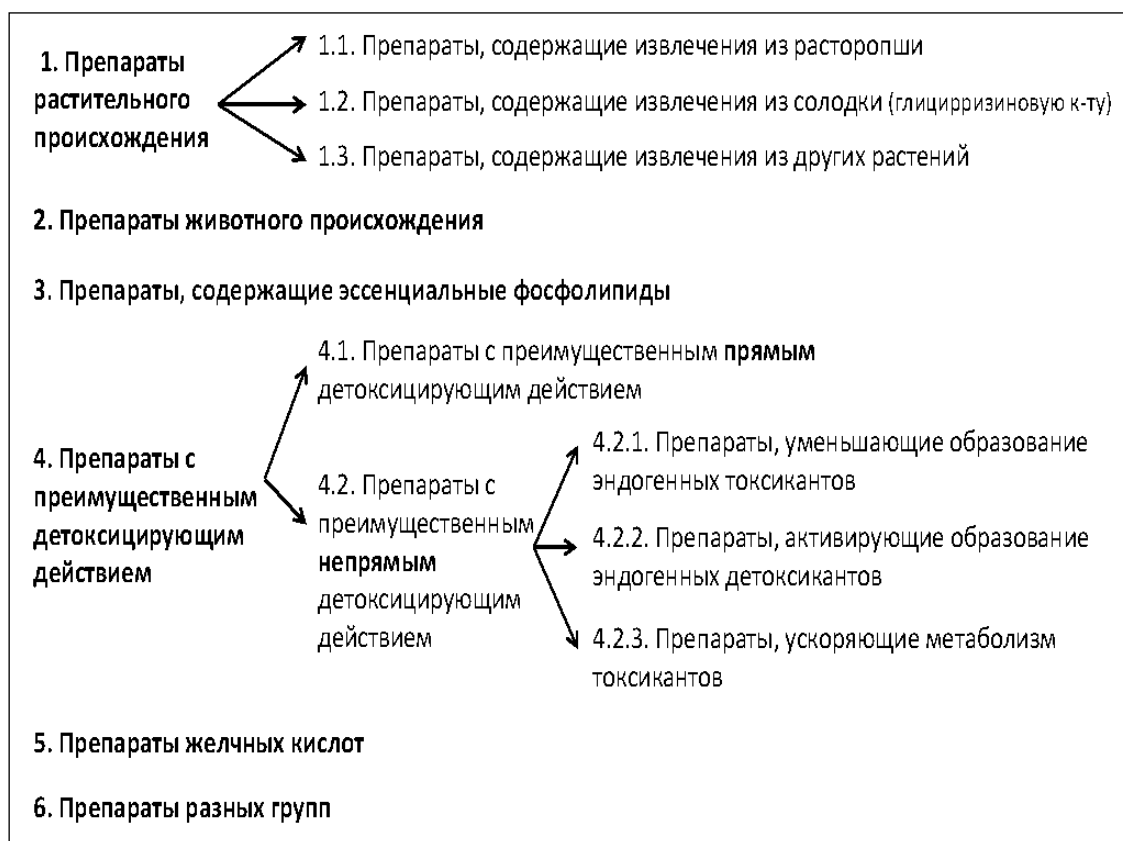 1. Препараты
растительного
происхождения
1.1. Препараты, содержащие извлечения из расторопши
1.2. Препараты, содержащие извлечения из солодки (глицирризиновую к-ту)
1.3. Препараты, содержащие извлечения из других растений
2. Препараты животного происхождения
3. Препараты, содержащие эссенциальные фосфолипиды
4. Препараты с
преимущественным
детоксицирующим
действием
4.1. Препараты с преимущественным прямым
детоксицирующим действием
4.2. Препараты с
преимущественным
непрямым
детоксицирующим
действием
4.2.1. Препараты, уменьшающие образование
эндогенных токсикантов
4.2.2. Препараты, активирующие образование
эндогенных детоксикантов
4.2.3. Препараты, ускоряющие метаболизм
токсикантов
5. Препараты желчных кислот
6. Препараты разных групп